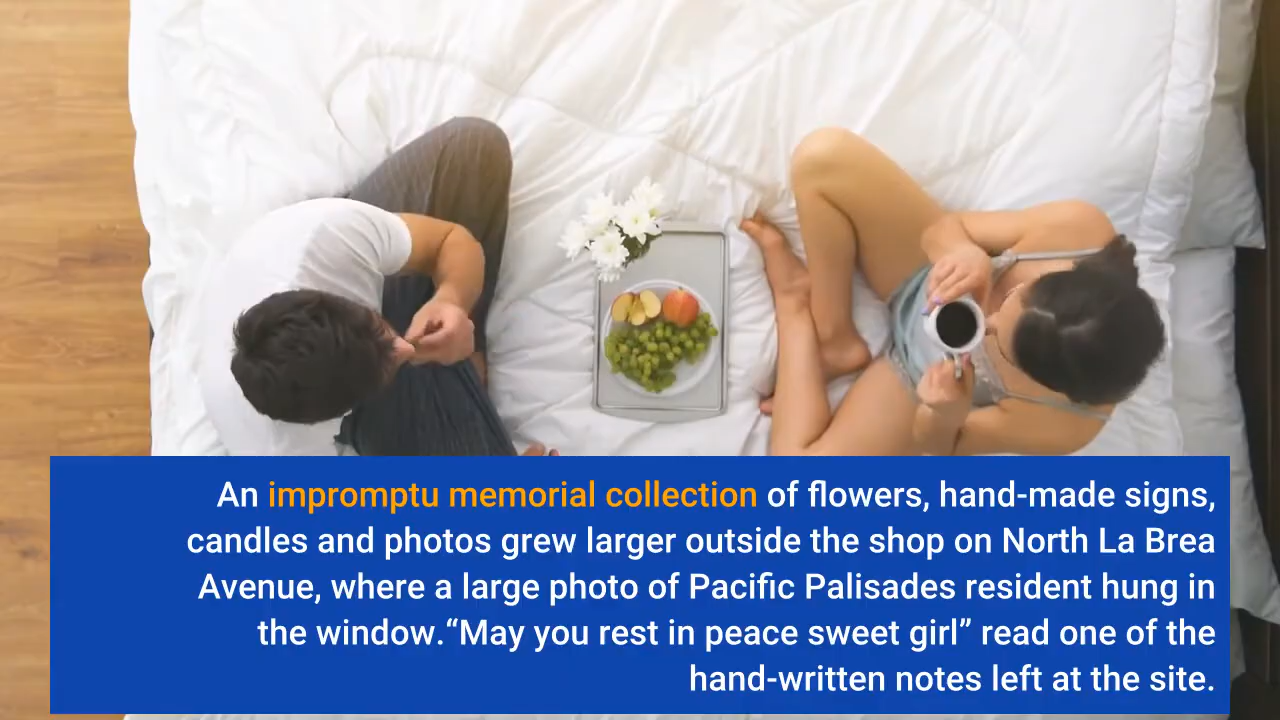 An impromptu memorial collection of flowers, hand-made signs,
candles and photos grew larger outside the shop on North La Brea
Avenue, where a large photo of Pacific Palisades resident hung in
the window.“May you rest in peace sweet girl” read one of the
hand-written notes left at the site.